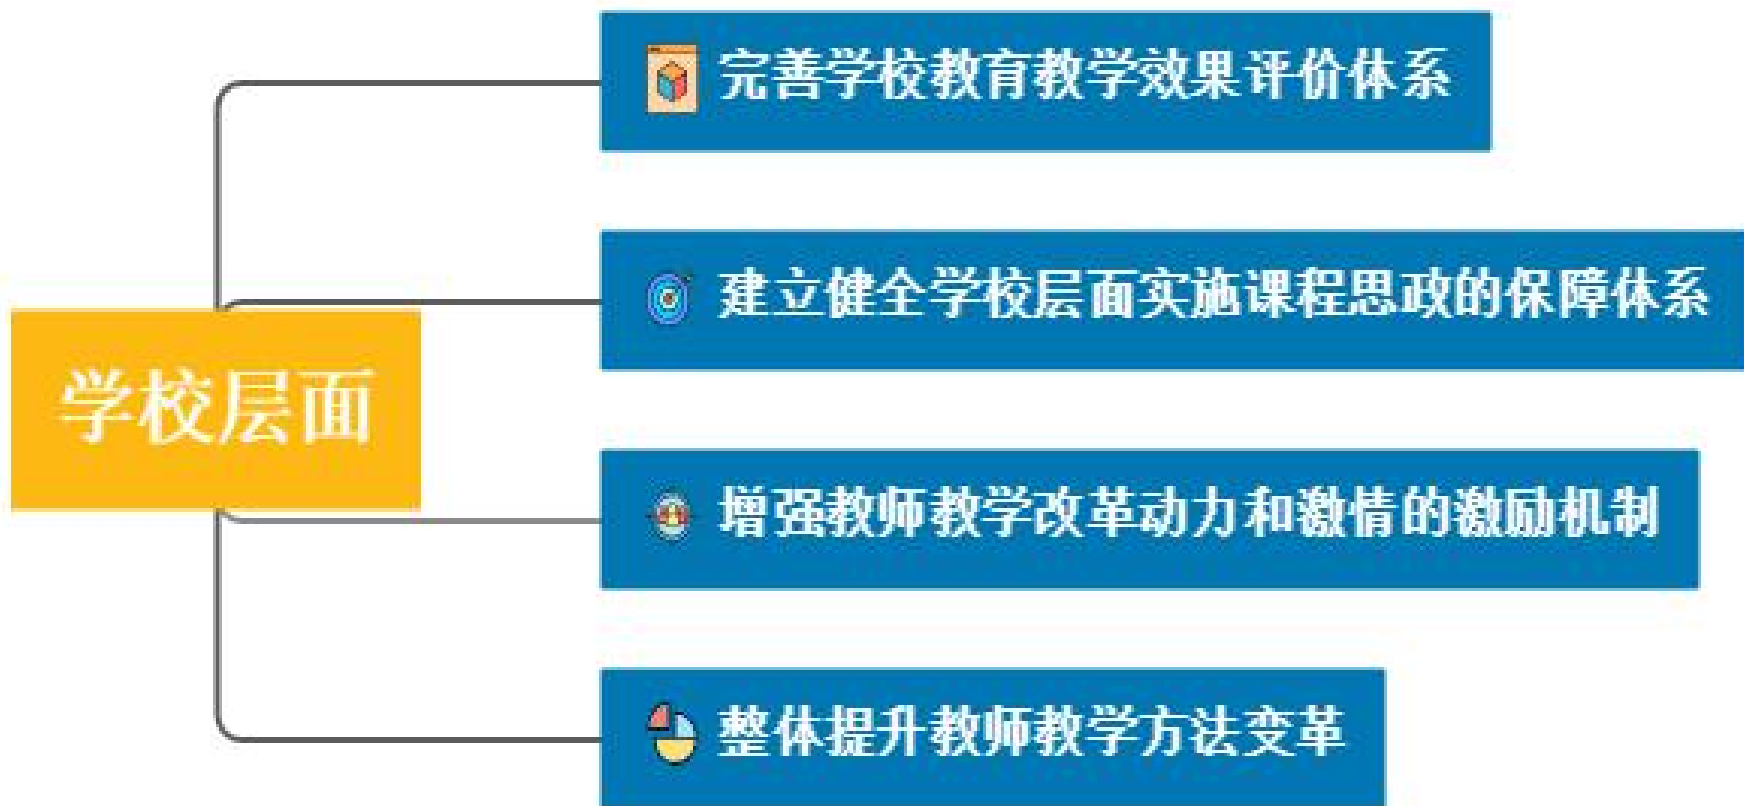 完善学校教育教学效果评价体系
建立健全学校层面实施课程思政的保障体系
学校层面
增强教师教学改革动力和激情的激励机制
整体提升教师教学方法变革